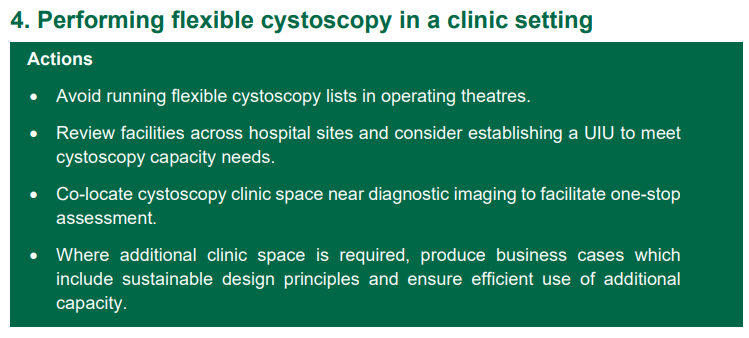 4. Performing flexible cystoscopy in a clinic setting
Actions
• Avoid running flexible cystoscopy lists in operating theatres.
• Review facilities across hospital sites and consider establishing a UIU to meet
cystoscopy capacity needs.
• Co-locate cystoscopy clinic space near diagnostic imaging to facilitate one-stop
assessment.
• Where additional clinic space is required, produce business cases which
include sustainable design principles and ensure efficient use of additional
capacity.